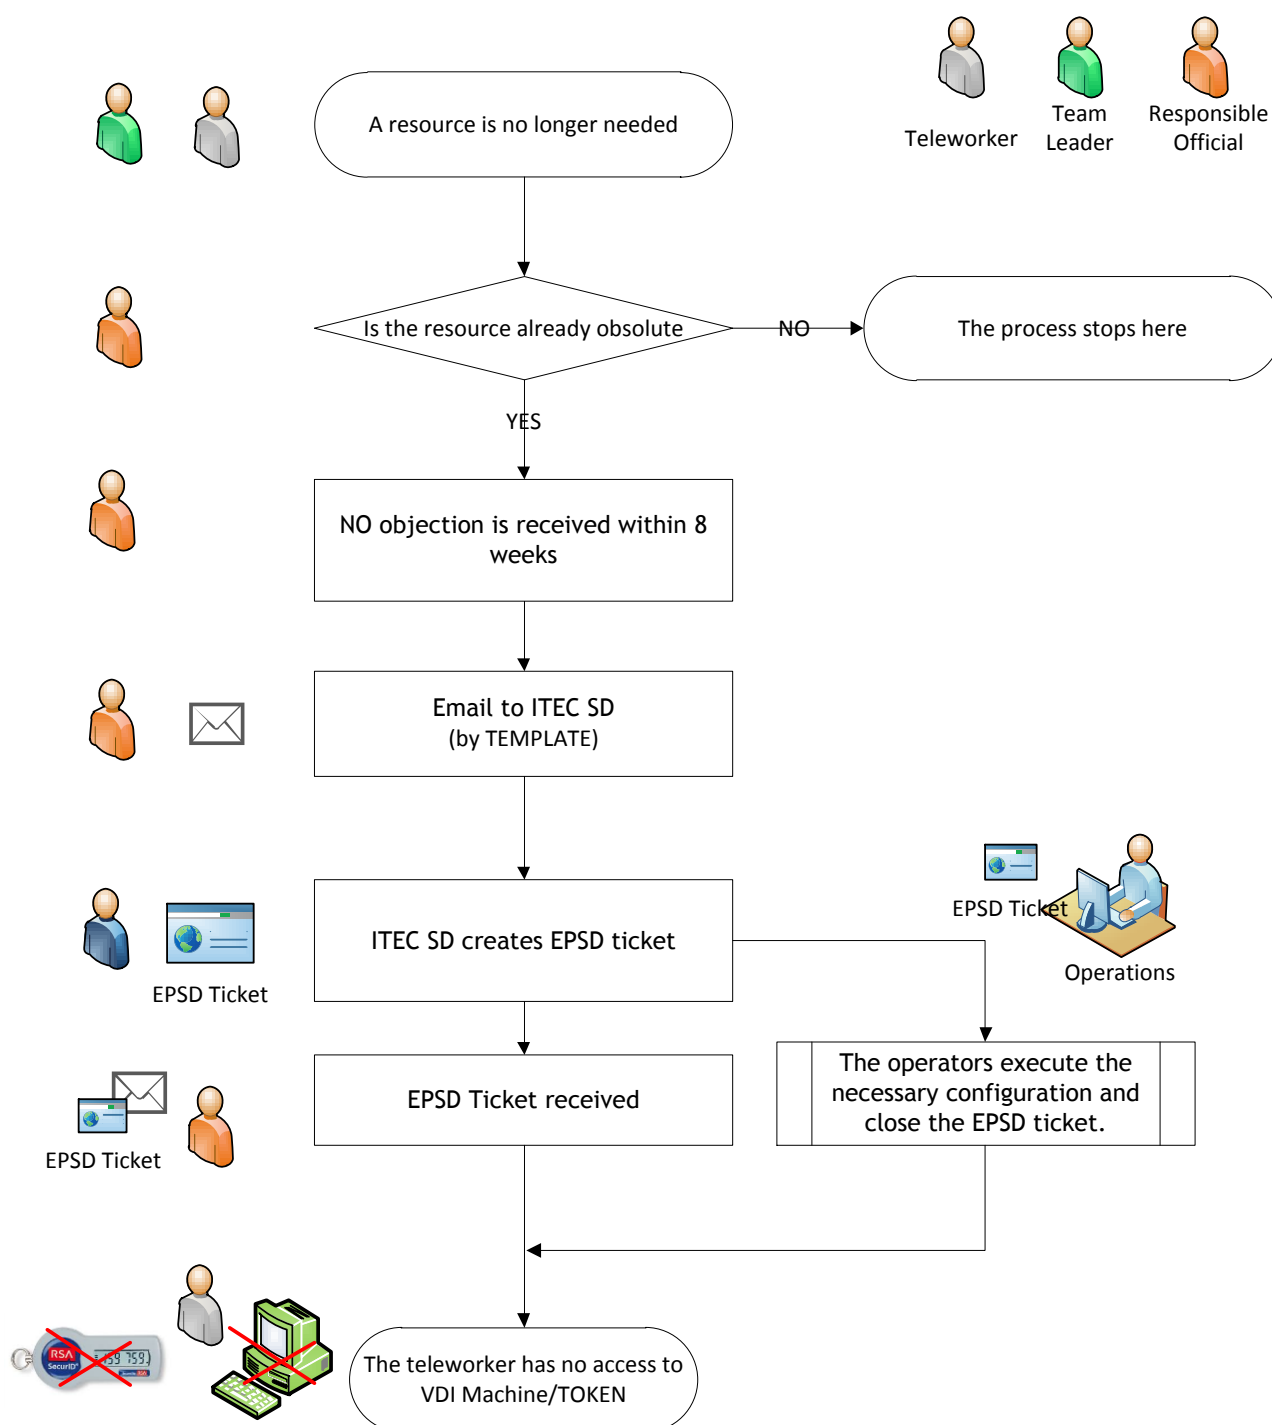 Teleworker
Team
Leader
Responsible
Official
A resource is no longer needed
Is the resource already obsolute
NO
The process stops here
YES
NO objection is received within 8
weeks
Email to ITEC SD
(by TEMPLATE)
EPSD Ticket
Operations
ITEC SD creates EPSD ticket
EPSD Ticket
EPSD Ticket received
The operators execute the
necessary configuration and
close the EPSD ticket.
EPSD Ticket
RSA
SecurID
159 759
RSA
The teleworker has no access to
VDI Machine/TOKEN